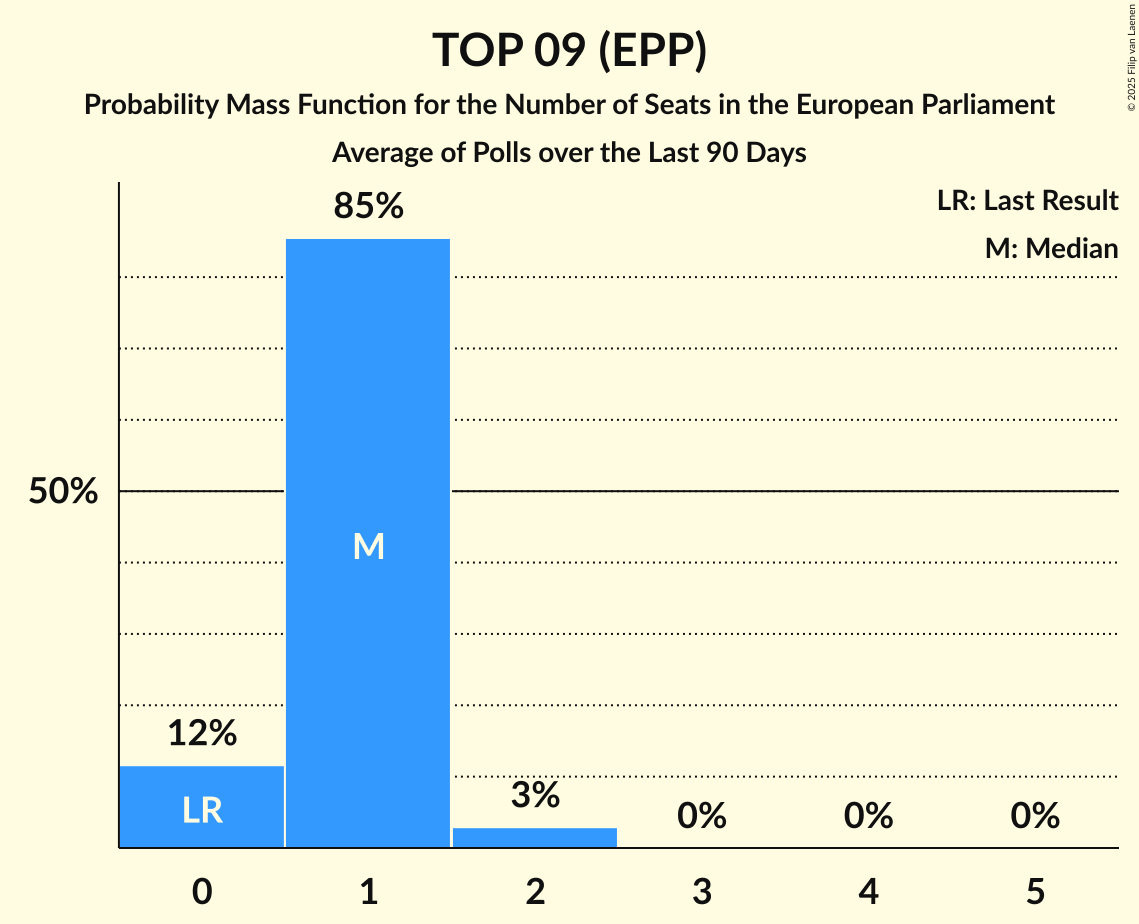 TOP 09 (EPP)
Probability Mass Function for the Number of Seats in the European Parliament
Average of Polls over the Last 90 Days
© 2025 Filip van Laenen
LR: Last Result
M: Median
85%
50%
M
12%
LR
3%
0%
0%
0%
0
1
2
3
4
5